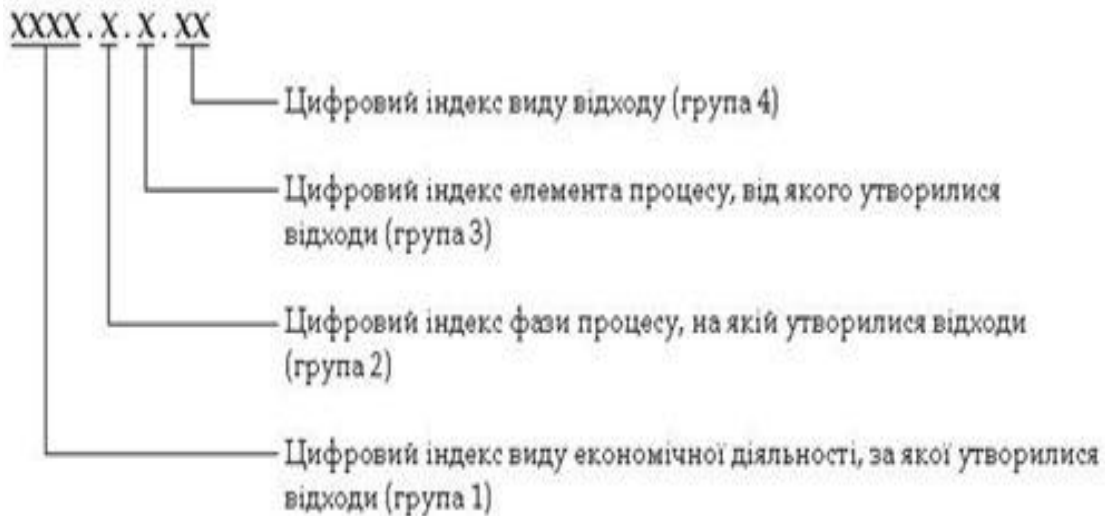 XXXX.X.X.XX
Цифровий індекс виду відходу (група 4)
Цифровий індекс елемента процесу, від якого утворилися
відходи (група 3)
Цифровий індекс фази процесу, на якій утворилися відходи
(група 2)
Цифровий індекс виду економічної діяльності, за якої утворилися
відходи (група 1)